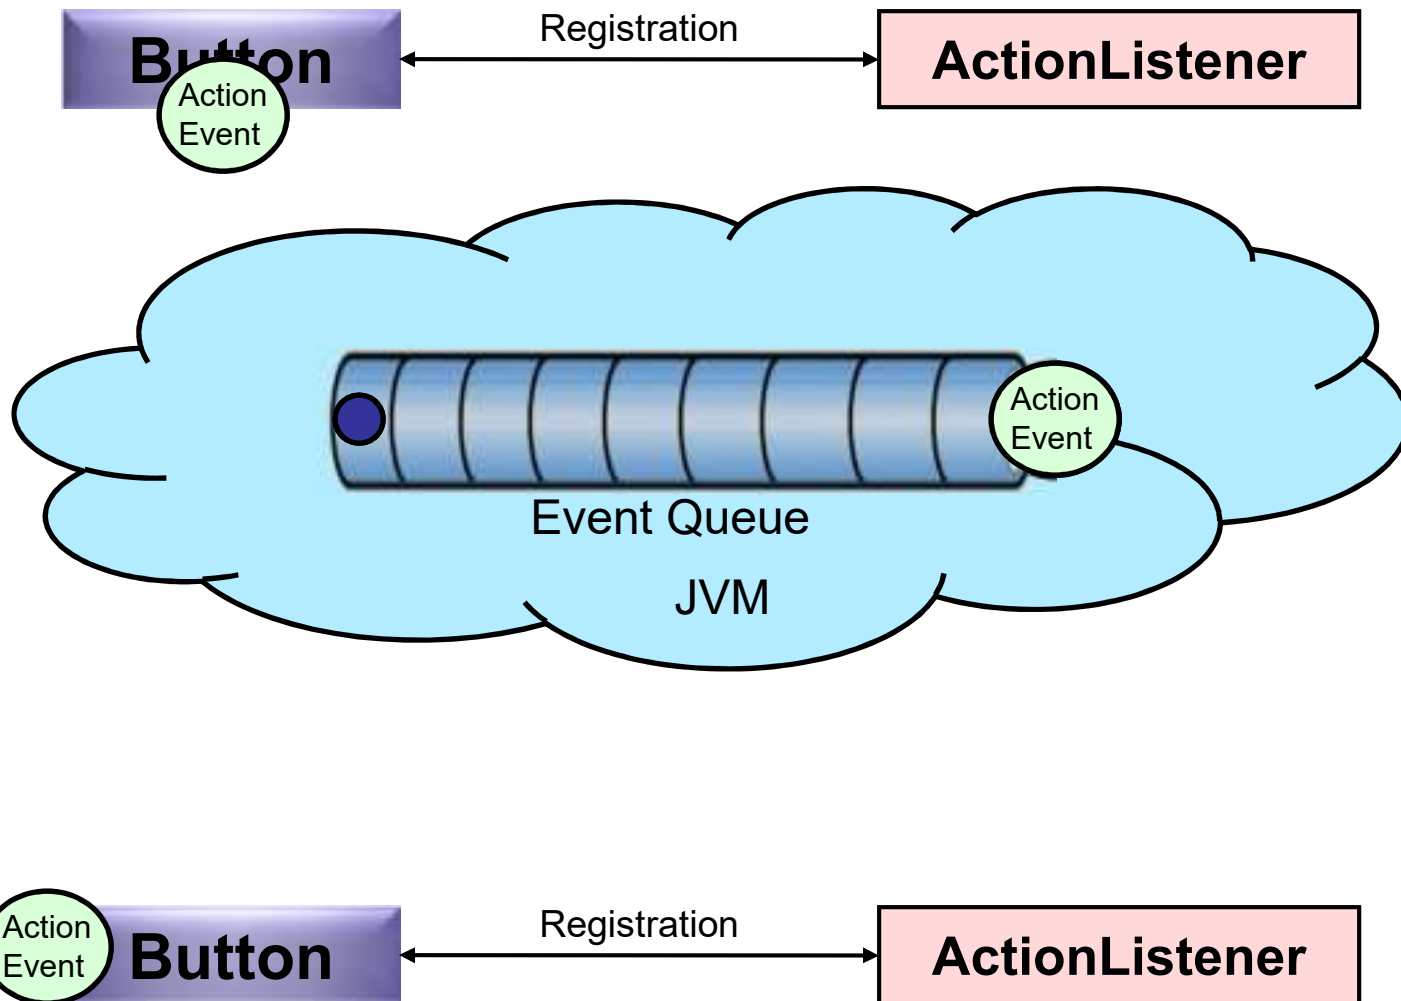 Registration
Button
ActionListener
Action
Event
Action
Event
Event Queue
JVM
Action
Event
Registration
Button
ActionListener